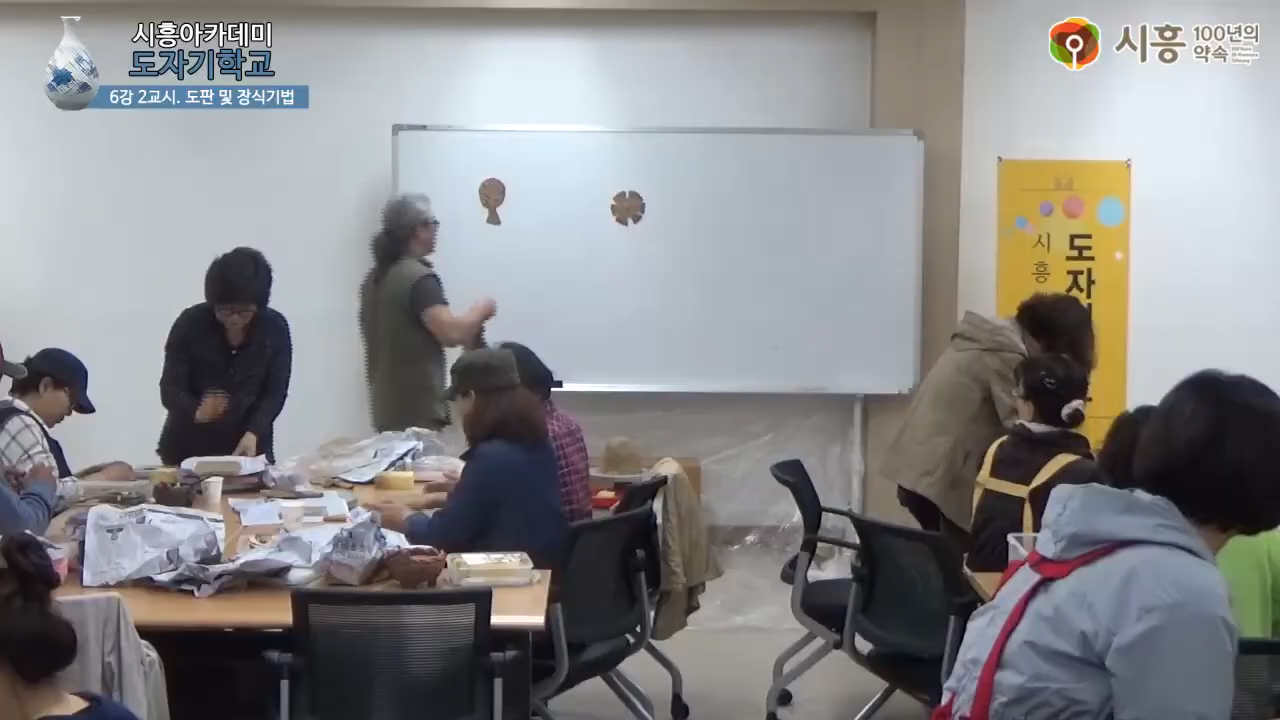 시흥아카데미
도자기학교
6강 2교시. 도판 및 장식기법
시흥 100년의 약속
시흥
도자